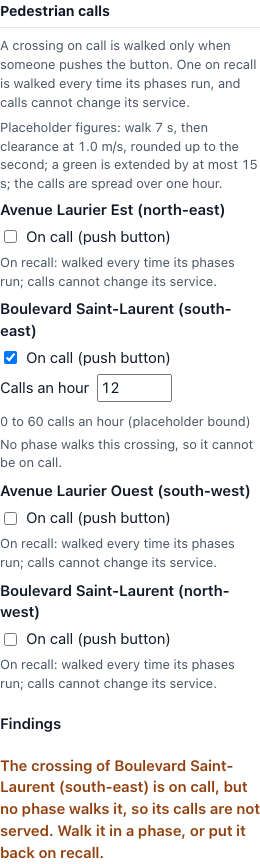 Pedestrian calls
A crossing on call is walked only when
someone pushes the button. One on recall
is walked every time its phases run, and
calls cannot change its service.
Placeholder figures: walk 7 s, then
clearance at 1.0 m/s, rounded up to the
second; a green is extended by at most 15
s; the calls are spread over one hour.
Avenue Laurier Est (north-east)
On call (push button)
On recall: walked every time its phases
run; calls cannot change its service.
Boulevard Saint-Laurent (south-
east)
On call (push button)
Calls an hour 12
0 to 60 calls an hour (placeholder bound)
No phase walks this crossing, so it cannot
be on call.
Avenue Laurier Ouest (south-west)
On call (push button)
On recall: walked every time its phases
run; calls cannot change its service.
Boulevard Saint-Laurent (north-
west)
On call (push button)
On recall: walked every time its phases
run; calls cannot change its service.
Findings
The crossing of Boulevard Saint-
Laurent (south-east) is on call, but
no phase walks it, so its calls are not
served. Walk it in a phase, or put it
back on recall.